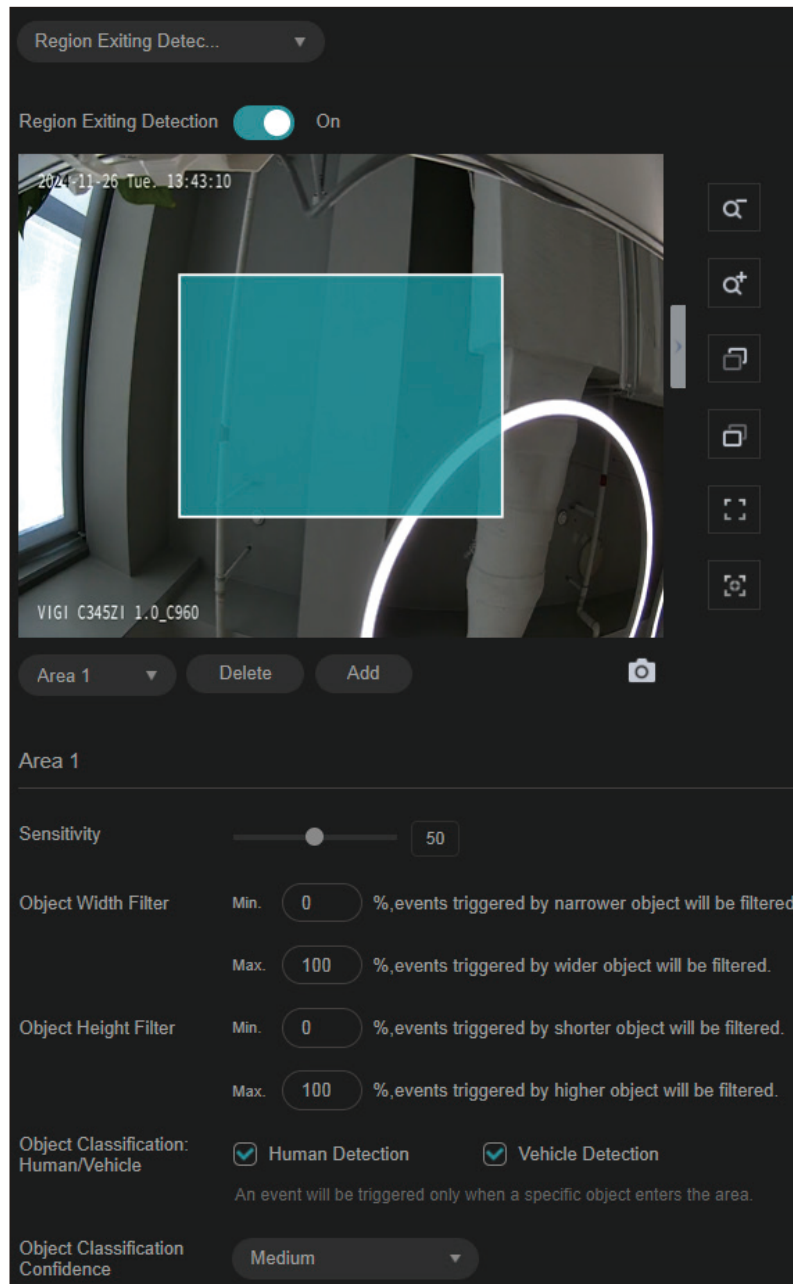 Region Exiting Detec...
Region Exiting Detection On
2024-11-26 Tue. 13:43:10
VIGI C345ZI 1.0_C960
Area 1 Delete Add
Area 1
Sensitivity 50
Object Width Filter Min. 0 %,events triggered by narrower object will be filtered
Max. 100 %,events triggered by wider object will be filtered.
Object Height Filter Min. 0 %,events triggered by shorter object will be filtered.
Max. 100 %,events triggered by higher object will be filtered.
Object Classification:
Human/Vehicle Human Detection Vehicle Detection
An event will be triggered only when a specific object enters the area.
Object Classification
Confidence Medium